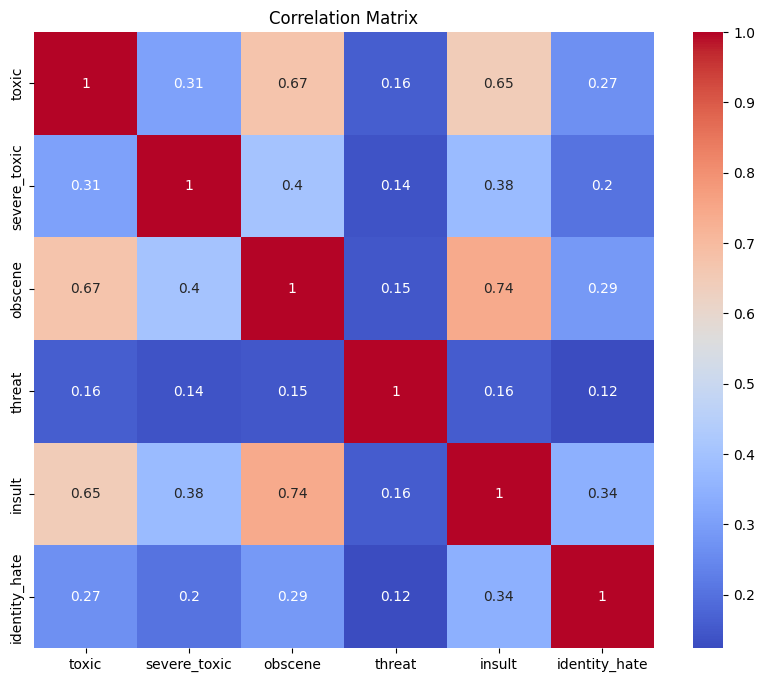 Correlation Matrix
toxic 1 0.31 0.67 0.16 0.65 0.27
severe_toxic 0.31 1 0.4 0.14 0.38 0.2
obscene 0.67 0.4 1 0.15 0.74 0.29
threat 0.16 0.14 0.15 1 0.16 0.12
insult 0.65 0.38 0.74 0.16 1 0.34
identity_hate 0.27 0.2 0.29 0.12 0.34 1
toxic severe_toxic obscene threat insult identity_hate
1.0
0.9
0.8
0.7
0.6
0.5
0.4
0.3
0.2